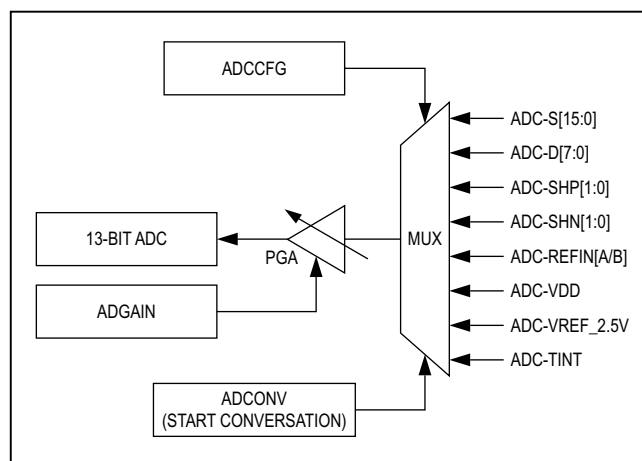 ADCCFG
ADC-S[15:0]
ADC-D[7:0]
ADC-SHP[1:0]
13-BIT ADC
PGA
MUX
ADC-SHN[1:0]
ADC-REFIN[A/B]
ADGAIN
ADC-VDD
ADC-VREF_2.5V
ADC-TINT
ADCONV
(START CONVERSATION)